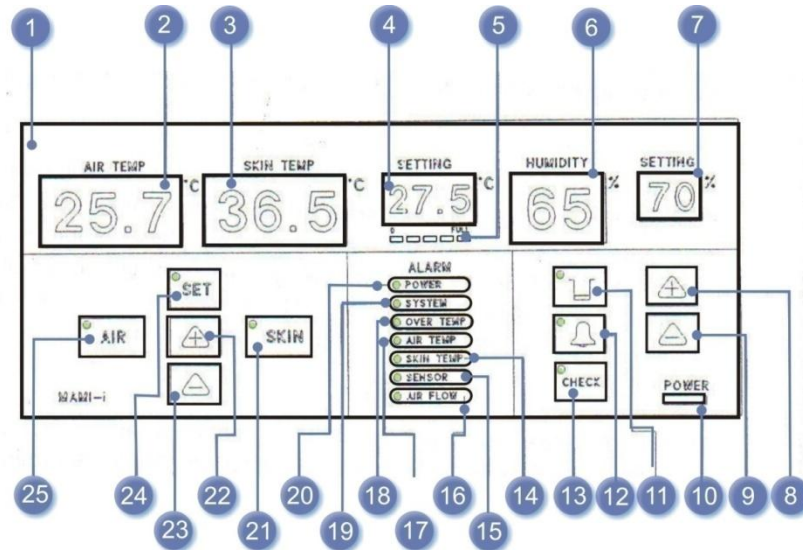 1 2 3 4 5 6 7
AIR TEMP SKIN TEMP SETTING HUMIDITY SETTING
25.7 °C 36.5 °C 27.5 °C 65 % 70 %
0 FULL
ALARM
POWER
SET SYSTEM
OVER TEMP
AIR + SKIN AIR TEMP
SKIN TEMP
SENSOR CHECK POWER
MAMI-i AIR FLOW
25 24 22 20 18 16 14 13 12 11 10 9 8
23 21 19 17 15